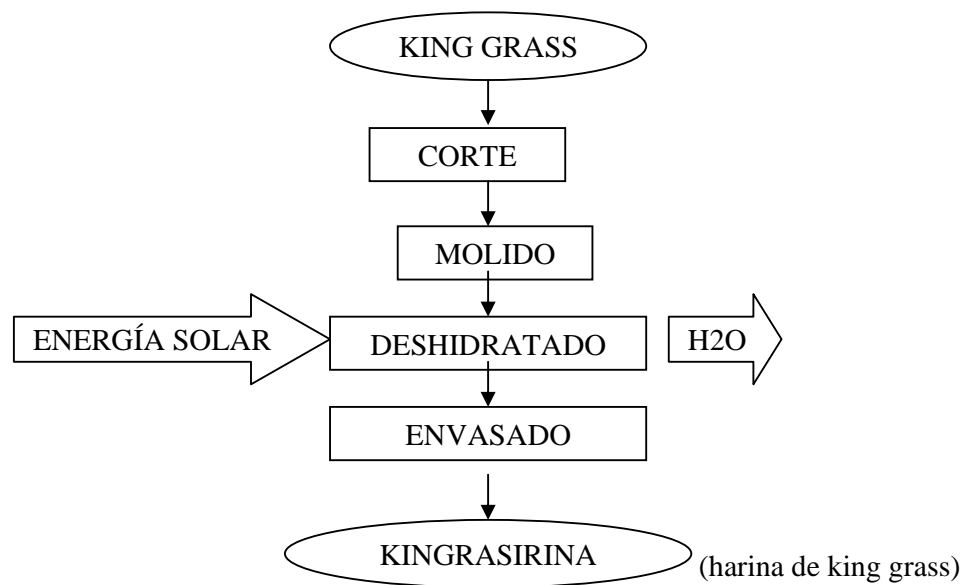 KING GRASS
CORTE
MOLIDO
ENERGÍA SOLAR
DESHIDRATADO
H2O
ENVASADO
KINGRASIRINA
(harina de king grass)